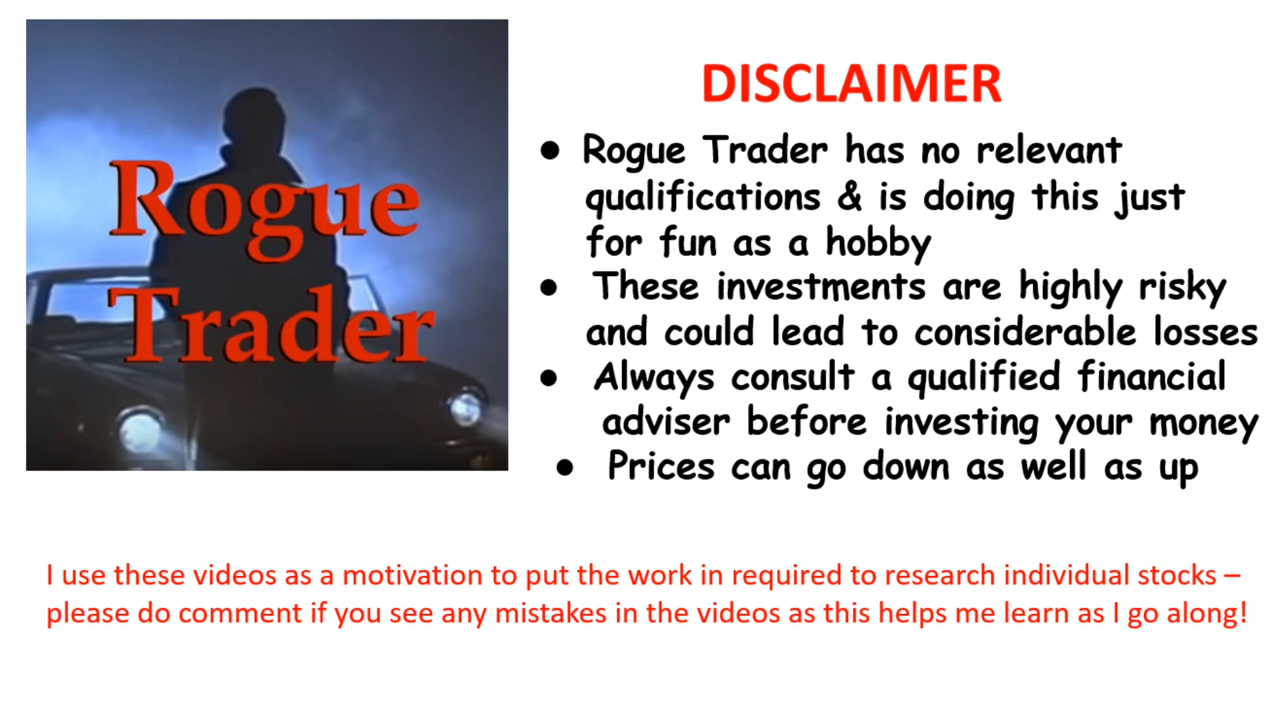 Rogue
Trader
DISCLAIMER
● Rogue Trader has no relevant
qualifications & is doing this just
for fun as a hobby
● These investments are highly risky
and could lead to considerable losses
● Always consult a qualified financial
adviser before investing your money
● Prices can go down as well as up
I use these videos as a motivation to put the work in required to research individual stocks –
please do comment if you see any mistakes in the videos as this helps me learn as I go along!